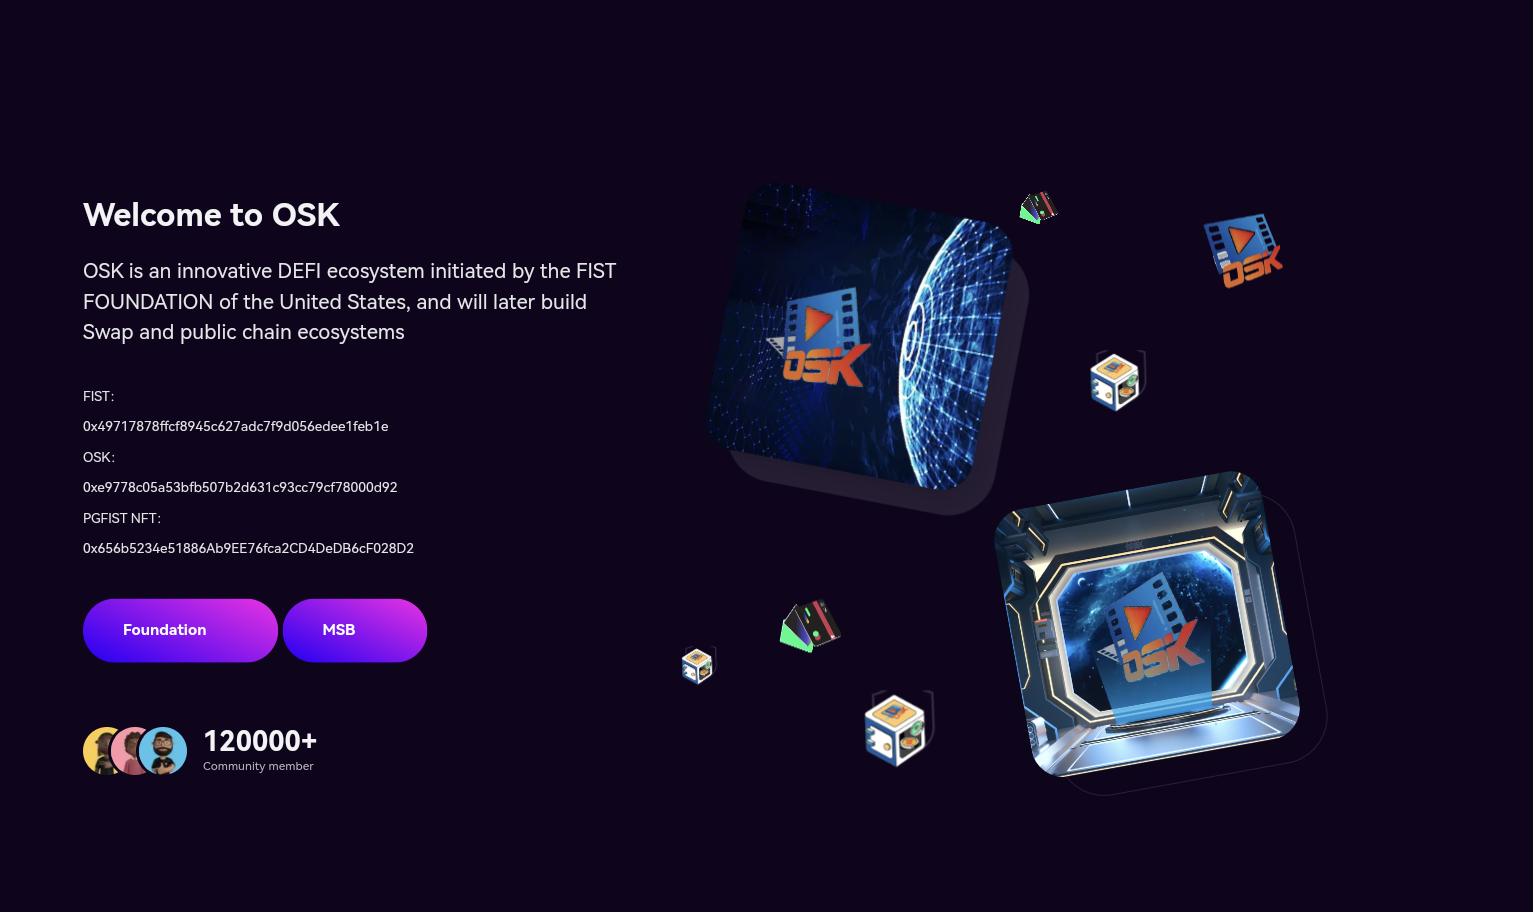 Welcome to OSK
OSK is an innovative DEFI ecosystem initiated by the FIST
FOUNDATION of the United States, and will later build
Swap and public chain ecosystems
FIST:
0x49717878ffcf8945c627adc7f9d056edee1feb1e
OSK:
0xe9778c05a53bfb507b2d631c93cc79cf78000d92
PGFIST NFT:
0x656b5234e51886Ab9EE76fca2CD4DeDB6cF028D2
Foundation
MSB
120000+
Community member
OSK
OSK
OSK